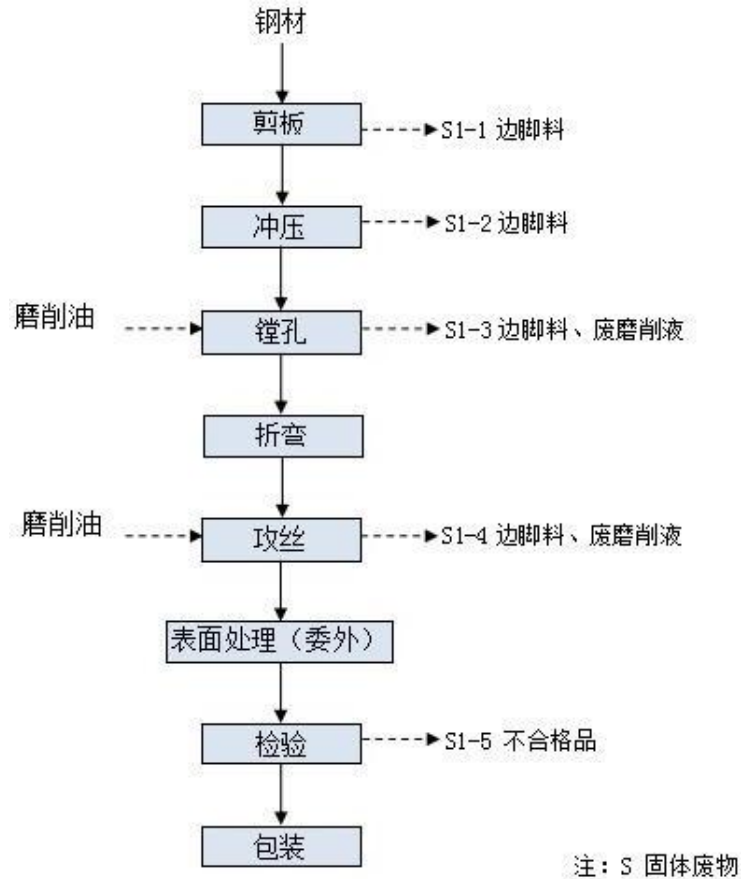 钢材
剪板
S1-1 边脚料
冲压
S1-2 边脚料
磨削油
镗孔
S1-3 边脚料、废磨削液
折弯
磨削油
攻丝
S1-4 边脚料、废磨削液
表面处理（委外）
检验
S1-5 不合格品
包装
注：S 固体废物